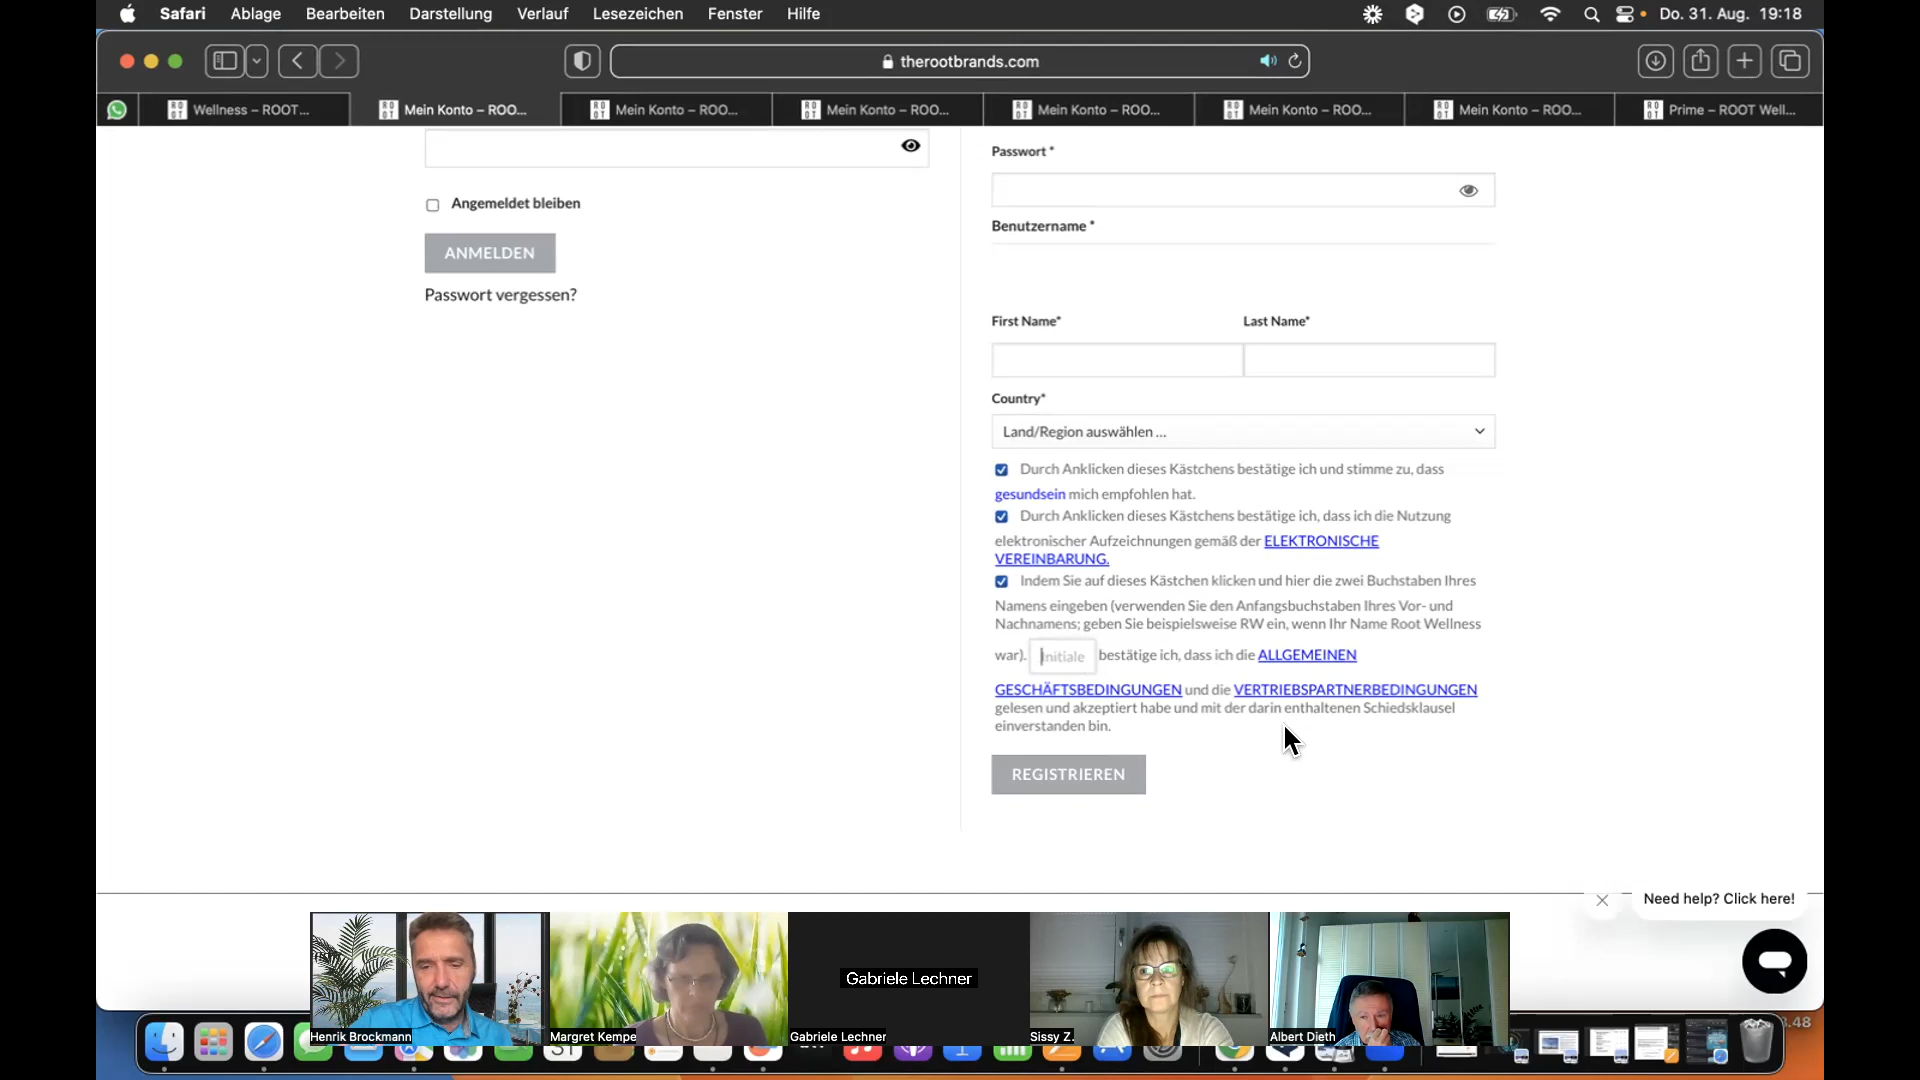 Safari Ablage Bearbeiten Darstellung Verlauf Lesezeichen Fenster Hilfe Do. 31. Aug. 19:18
therootbrands.com
Wellness – ROOT... Mein Konto – ROO... Mein Konto – ROO... Mein Konto – ROO... Mein Konto – ROO... Mein Konto – ROO... Mein Konto – ROO... Prime – ROOT Well...
Angemeldet bleiben
ANMELDEN
Passwort vergessen?
Passwort *
Benutzername *
First Name* Last Name*
Country*
Land/Region auswählen ...
Durch Anklicken dieses Kästchens bestätige ich und stimme zu, dass
gesundsein mich empfohlen hat.
Durch Anklicken dieses Kästchens bestätige ich, dass ich die Nutzung
elektronischer Aufzeichnungen gemäß der ELEKTRONISCHE
VEREINBARUNG.
Indem Sie auf dieses Kästchen klicken und hier die zwei Buchstaben Ihres
Namens eingeben (verwenden Sie den Anfangsbuchstaben Ihres Vor- und
Nachnamens; geben Sie beispielsweise RW ein, wenn Ihr Name Root Wellness
war). Initiale bestätige ich, dass ich die ALLGEMEINEN
GESCHÄFTSBEDINGUNGEN und die VERTRIEBSPARTNERBEDINGUNGEN
gelesen und akzeptiert habe und mit der darin enthaltenen Schiedsklausel
einverstanden bin.
REGISTRIEREN
Need help? Click here!
Gabriele Lechner
Henrik Brockmann Margret Kempe Gabriele Lechner Sissy Z. Albert Dieth